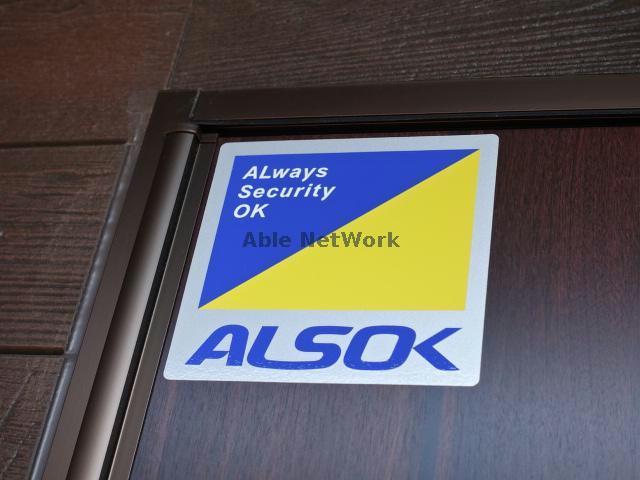 ALways
Security
OK
Able NetWork
ALSOK